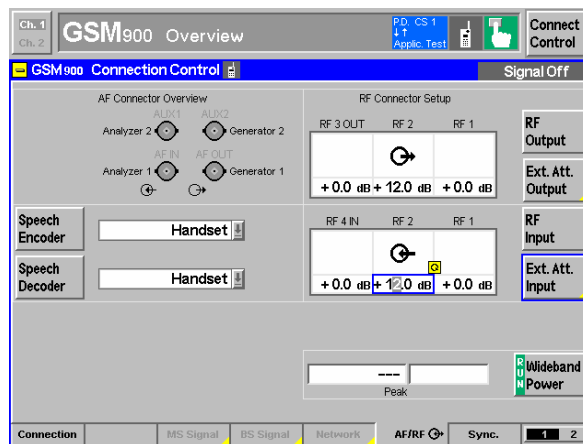 Ch. 1
Ch. 2
GSM900 Overview
P.D. CS 1
↓↑
Applic. Test
Connect
Control
GSM900 Connection Control
Signal Off
AF Connector Overview
AUX1 AUX2
Analyzer 2 Generator 2
AF IN AF OUT
Analyzer 1 Generator 1
RF Connector Setup
RF 3 OUT RF 2 RF 1
+ 0.0 dB + 12.0 dB + 0.0 dB
RF
Output
Ext. Att.
Output
Speech
Encoder
Handset
Speech
Decoder
Handset
RF 4 IN RF 2 RF 1
G
+ 0.0 dB + 12.0 dB + 0.0 dB
RF
Input
Ext. Att.
Input
---
Peak
RUN
Wideband
Power
Connection MS Signal BS Signal Network AF/RF Sync. 1 2